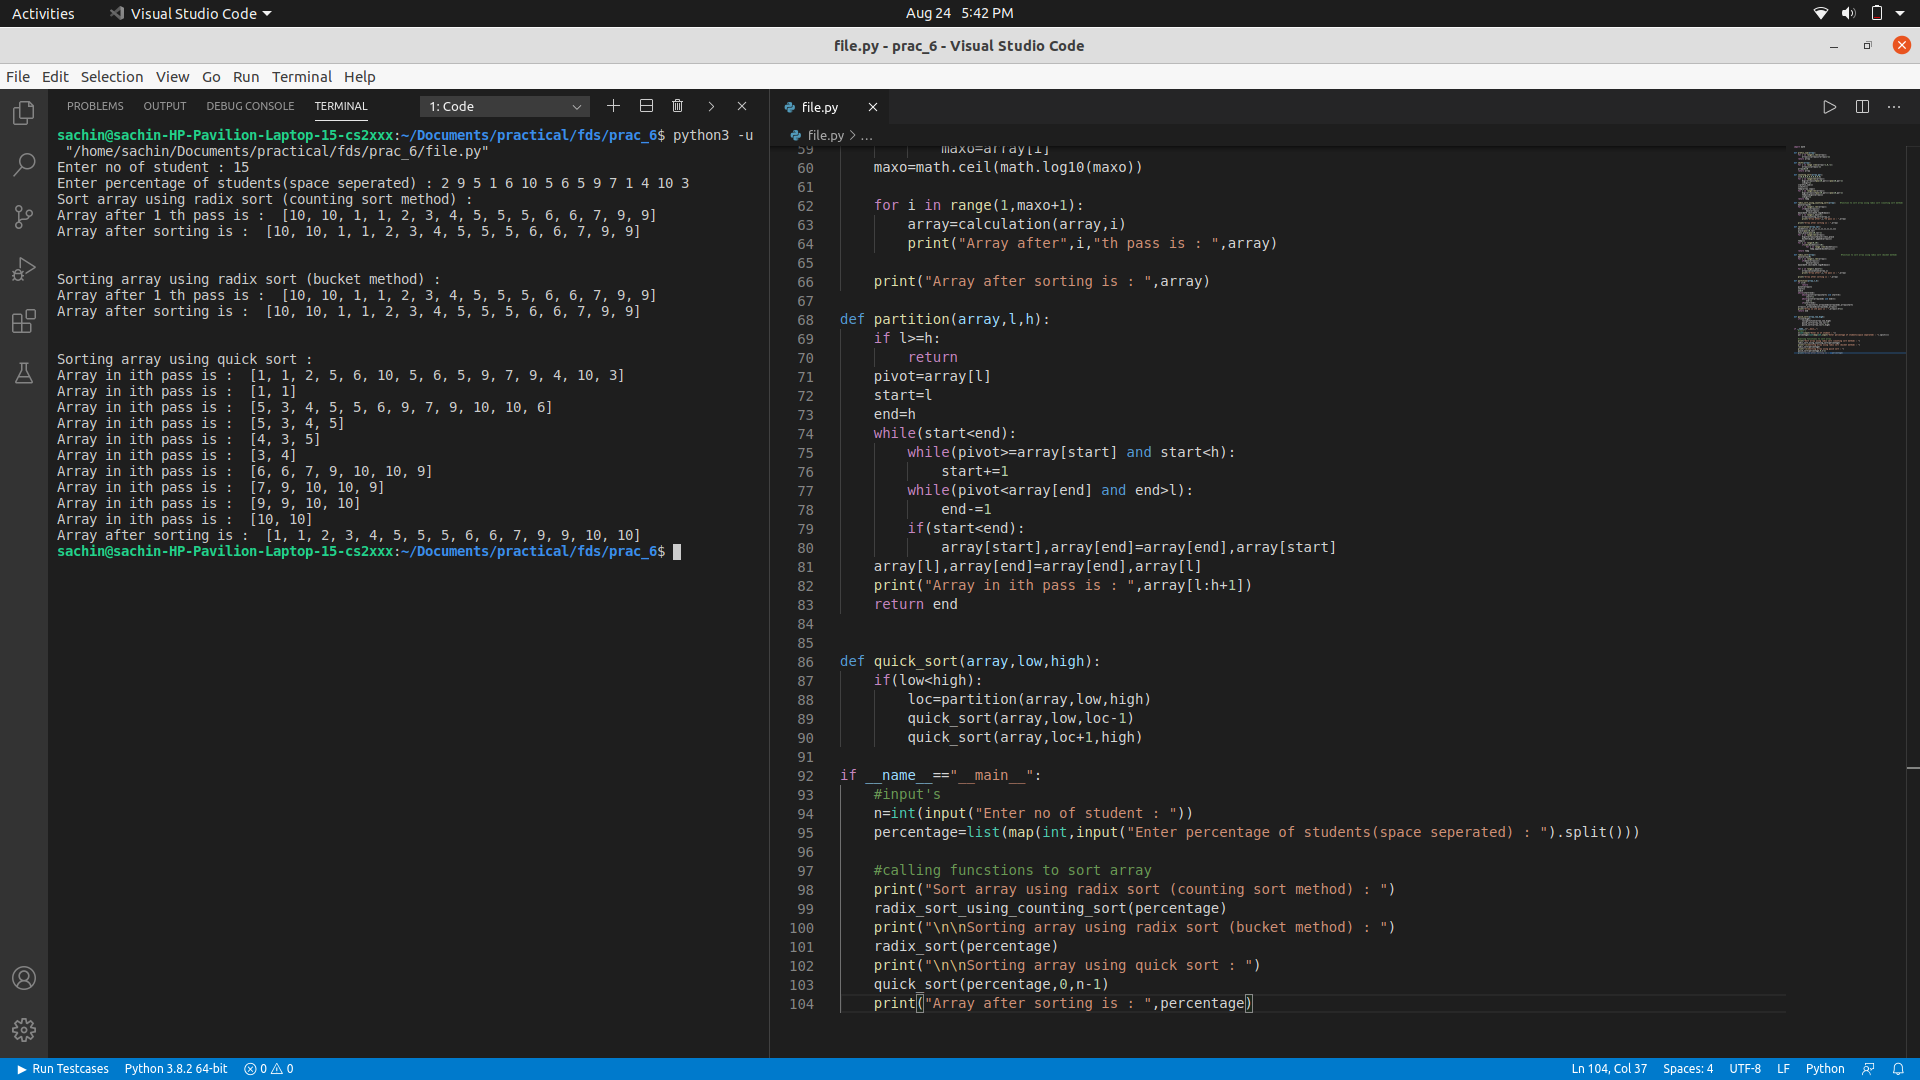 Activities Visual Studio Code Aug 24 5:42 PM
file.py - prac_6 - Visual Studio Code
File Edit Selection View Go Run Terminal Help
PROBLEMS OUTPUT DEBUG CONSOLE TERMINAL 1: Code
sachin@sachin-HP-Pavilion-Laptop-15-cs2xxx:~/Documents/practical/fds/prac_6$ python3 -u
"/home/sachin/Documents/practical/fds/prac_6/file.py"
Enter no of student : 15
Enter percentage of students(space seperated) : 2 9 5 1 6 10 5 6 5 9 7 1 4 10 3
Sort array using radix sort (counting sort method) :
Array after 1 th pass is :  [10, 10, 1, 1, 2, 3, 4, 5, 5, 5, 6, 6, 7, 9, 9]
Array after sorting is :  [10, 10, 1, 1, 2, 3, 4, 5, 5, 5, 6, 6, 7, 9, 9]
Sorting array using radix sort (bucket method) :
Array after 1 th pass is :  [10, 10, 1, 1, 2, 3, 4, 5, 5, 5, 6, 6, 7, 9, 9]
Array after sorting is :  [10, 10, 1, 1, 2, 3, 4, 5, 5, 5, 6, 6, 7, 9, 9]
Sorting array using quick sort :
Array in ith pass is :  [1, 1, 2, 5, 6, 10, 5, 6, 5, 9, 7, 9, 4, 10, 3]
Array in ith pass is :  [1, 1]
Array in ith pass is :  [5, 3, 4, 5, 5, 6, 9, 7, 9, 10, 10, 6]
Array in ith pass is :  [5, 3, 4, 5]
Array in ith pass is :  [4, 3, 5]
Array in ith pass is :  [3, 4]
Array in ith pass is :  [6, 6, 7, 9, 10, 10, 9]
Array in ith pass is :  [7, 9, 10, 10, 9]
Array in ith pass is :  [9, 9, 10, 10]
Array in ith pass is :  [10, 10]
Array after sorting is :  [1, 1, 2, 3, 4, 5, 5, 5, 6, 6, 7, 9, 9, 10, 10]
sachin@sachin-HP-Pavilion-Laptop-15-cs2xxx:~/Documents/practical/fds/prac_6$
file.py
file.py > ...
59 maxo=array[i]
60 maxo=math.ceil(math.log10(maxo))
61
62 for i in range(1,maxo+1):
63 array=calculation(array,i)
64 print("Array after",i,"th pass is : ",array)
65
66 print("Array after sorting is : ",array)
67
68 def partition(array,l,h):
69 if l>=h:
70 return
71 pivot=array[l]
72 start=l
73 end=h
74 while(start<end):
75 while(pivot>=array[start] and start<h):
76 start+=1
77 while(pivot<array[end] and end>l):
78 end-=1
79 if(start<end):
80 array[start],array[end]=array[end],array[start]
81 array[l],array[end]=array[end],array[l]
82 print("Array in ith pass is : ",array[l:h+1])
83 return end
84
85
86 def quick_sort(array,low,high):
87 if(low<high):
88 loc=partition(array,low,high)
89 quick_sort(array,low,loc-1)
90 quick_sort(array,loc+1,high)
91
92 if __name__=="__main__":
93 #input's
94 n=int(input("Enter no of student : "))
95 percentage=list(map(int,input("Enter percentage of students(space seperated) : ").split()))
96
97 #calling funcstions to sort array
98 print("Sort array using radix sort (counting sort method) : ")
99 radix_sort_using_counting_sort(percentage)
100 print("\n\nSorting array using radix sort (bucket method) : ")
101 radix_sort(percentage)
102 print("\n\nSorting array using quick sort : ")
103 quick_sort(percentage,0,n-1)
104 print("Array after sorting is : ",percentage)
Run Testcases Python 3.8.2 64-bit 0 0 Ln 104, Col 37 Spaces: 4 UTF-8 LF Python